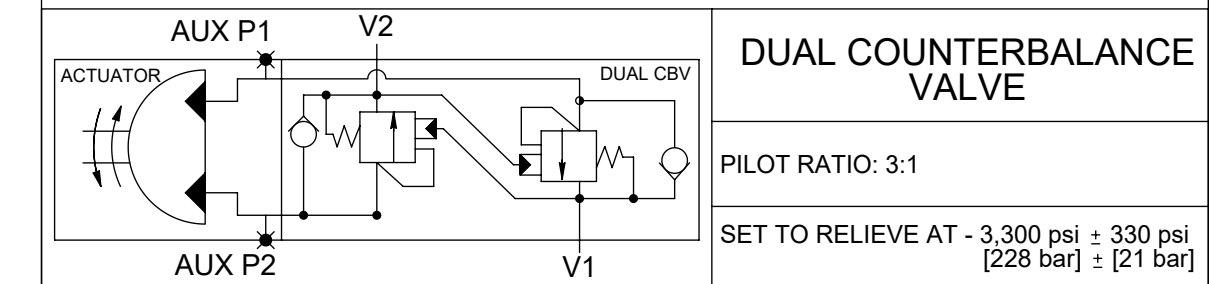 AUX P1
V2
ACTUATOR
DUAL CBV
AUX P2
V1
DUAL COUNTERBALANCE
VALVE
PILOT RATIO: 3:1
SET TO RELIEVE AT - 3,300 psi ± 330 psi
[228 bar] ± [21 bar]